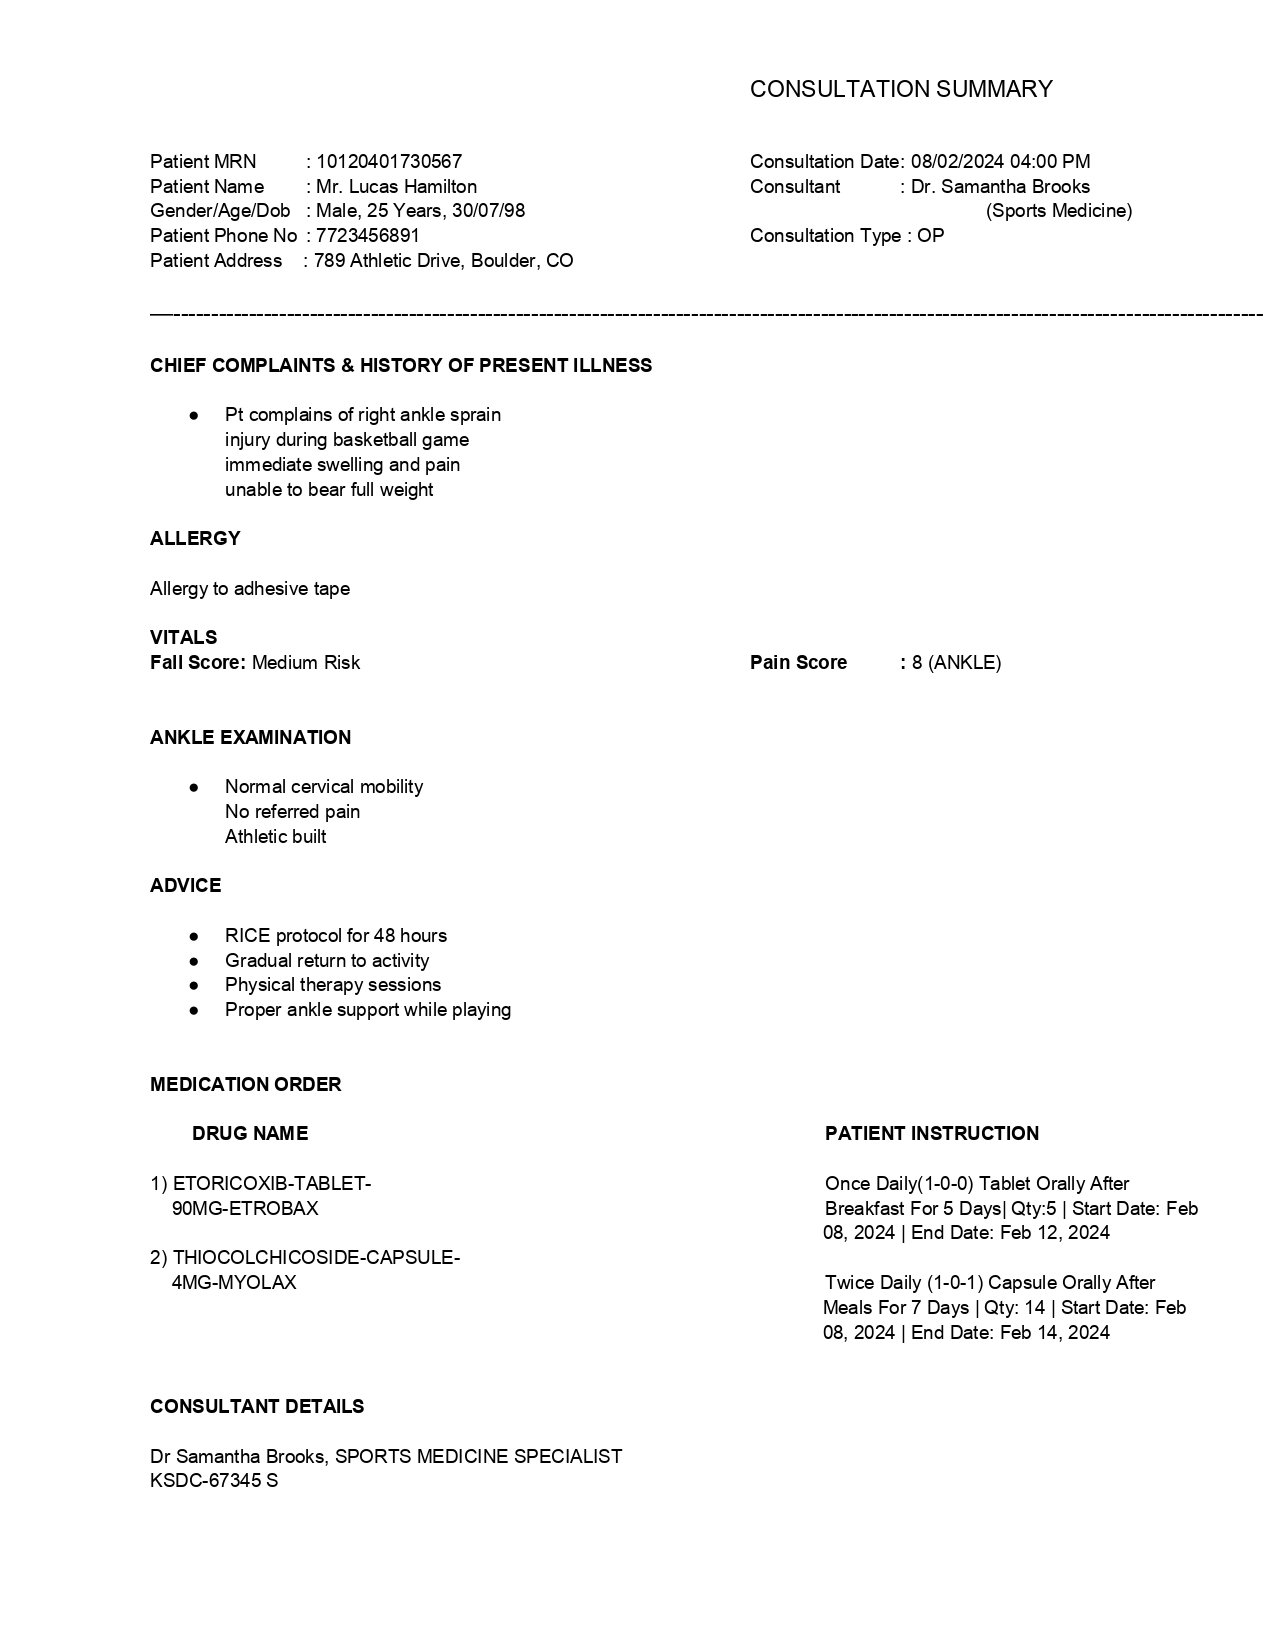 CONSULTATION SUMMARY
Patient MRN : 10120401730567 Consultation Date: 08/02/2024 04:00 PM
Patient Name : Mr. Lucas Hamilton Consultant : Dr. Samantha Brooks
Gender/Age/Dob : Male, 25 Years, 30/07/98 (Sports Medicine)
Patient Phone No : 7723456891 Consultation Type : OP
Patient Address : 789 Athletic Drive, Boulder, CO
CHIEF COMPLAINTS & HISTORY OF PRESENT ILLNESS
● Pt complains of right ankle sprain
injury during basketball game
immediate swelling and pain
unable to bear full weight
ALLERGY
Allergy to adhesive tape
VITALS
Fall Score: Medium Risk Pain Score : 8 (ANKLE)
ANKLE EXAMINATION
● Normal cervical mobility
No referred pain
Athletic built
ADVICE
● RICE protocol for 48 hours
● Gradual return to activity
● Physical therapy sessions
● Proper ankle support while playing
MEDICATION ORDER
DRUG NAME PATIENT INSTRUCTION
1) ETORICOXIB-TABLET- Once Daily(1-0-0) Tablet Orally After
90MG-ETROBAX Breakfast For 5 Days| Qty:5 | Start Date: Feb
08, 2024 | End Date: Feb 12, 2024
2) THIOCOLCHICOSIDE-CAPSULE-
4MG-MYOLAX Twice Daily (1-0-1) Capsule Orally After
Meals For 7 Days | Qty: 14 | Start Date: Feb
08, 2024 | End Date: Feb 14, 2024
CONSULTANT DETAILS
Dr Samantha Brooks, SPORTS MEDICINE SPECIALIST
KSDC-67345 S